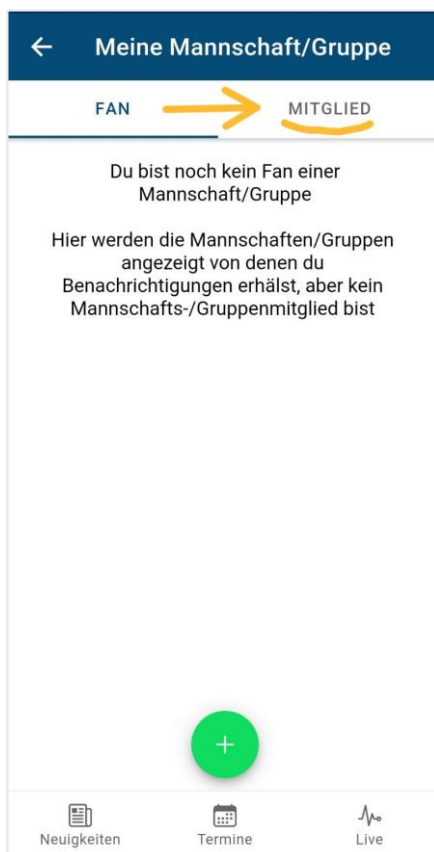 Meine Mannschaft/Gruppe
FAN
MITGLIED
Du bist noch kein Fan einer
Mannschaft/Gruppe
Hier werden die Mannschaften/Gruppen
angezeigt von denen du
Benachrichtigungen erhälst, aber kein
Mannschafts-/Gruppenmitglied bist
Neuigkeiten
Termine
Live